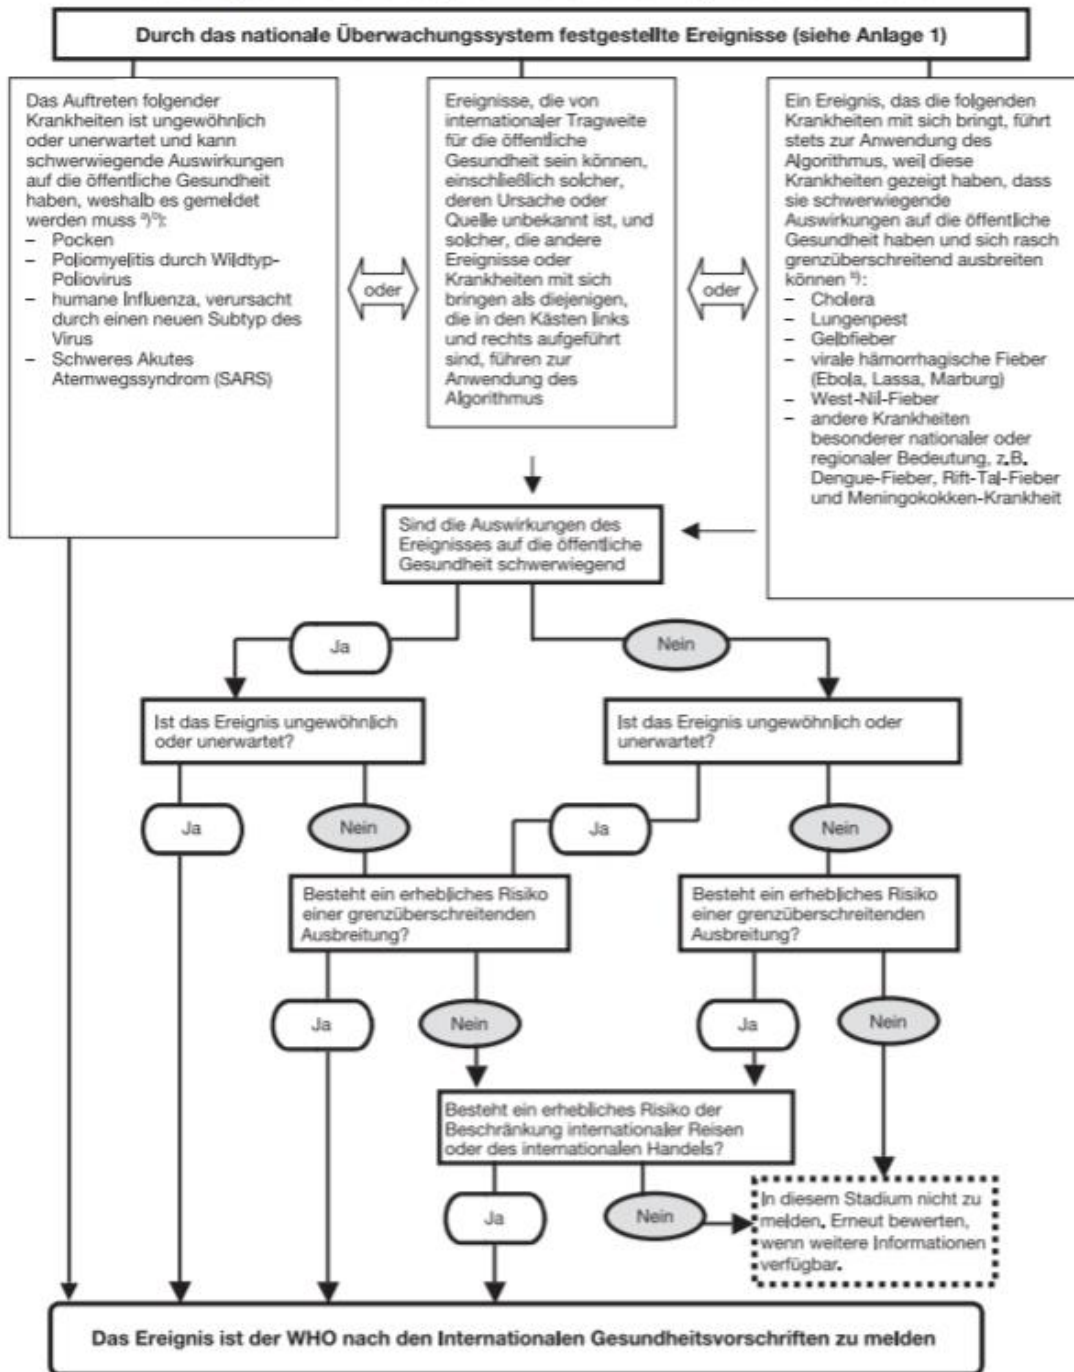 Durch das nationale Überwachungssystem festgestellte Ereignisse (siehe Anlage 1)
Das Auftreten folgender
Krankheiten ist ungewöhnlich
oder unerwartet und kann
schwerwiegende Auswirkungen
auf die öffentliche Gesundheit
haben, weshalb es gemeldet
werden muss
– Pocken
– Poliomyelitis durch Wildtyp-
Poliovirus
– humane Influenza, verursacht
durch einen neuen Subtyp des
Virus
– Schweres Akutes
Atemwegssyndrom (SARS)
oder
Ereignisse, die von
internationaler Tragweite
für die öffentliche
Gesundheit sein können,
einschließlich solcher,
deren Ursache oder
Quelle unbekannt ist, und
solcher, die andere
Ereignisse oder
Krankheiten mit sich
bringen als diejenigen,
die in den Kästen links
und rechts aufgeführt
sind, führen zur
Anwendung des
Algorithmus
oder
Ein Ereignis, das die folgenden
Krankheiten mit sich bringt, führt
stets zur Anwendung des
Algorithmus, weil diese
Krankheiten gezeigt haben, dass
sie schwerwiegende
Auswirkungen auf die öffentliche
Gesundheit haben und sich rasch
grenzüberschreitend ausbreiten
können
– Cholera
– Lungenpest
– Gelbfieber
– virale hämorrhagische Fieber
(Ebola, Lassa, Marburg)
– West-Nil-Fieber
– andere Krankheiten
besonderer nationaler oder
regionaler Bedeutung, z.B.
Dengue-Fieber, Rift-Tal-Fieber
und Meningokokken-Krankheit
Sind die Auswirkungen des
Ereignisses auf die öffentliche
Gesundheit schwerwiegend
Ja
Nein
Ist das Ereignis ungewöhnlich
oder unerwartet?
Ist das Ereignis ungewöhnlich oder
unerwartet?
Ja
Nein
Ja
Nein
Besteht ein erhebliches Risiko
einer grenzüberschreitenden
Ausbreitung?
Besteht ein erhebliches Risiko
einer grenzüberschreitenden
Ausbreitung?
Ja
Nein
Ja
Nein
Besteht ein erhebliches Risiko der
Beschränkung internationaler Reisen
oder des internationalen Handels?
Ja
Nein
In diesem Stadium nicht zu
melden. Erneut bewerten,
wenn weitere Informationen
verfügbar.
Das Ereignis ist der WHO nach den Internationalen Gesundheitsvorschriften zu melden